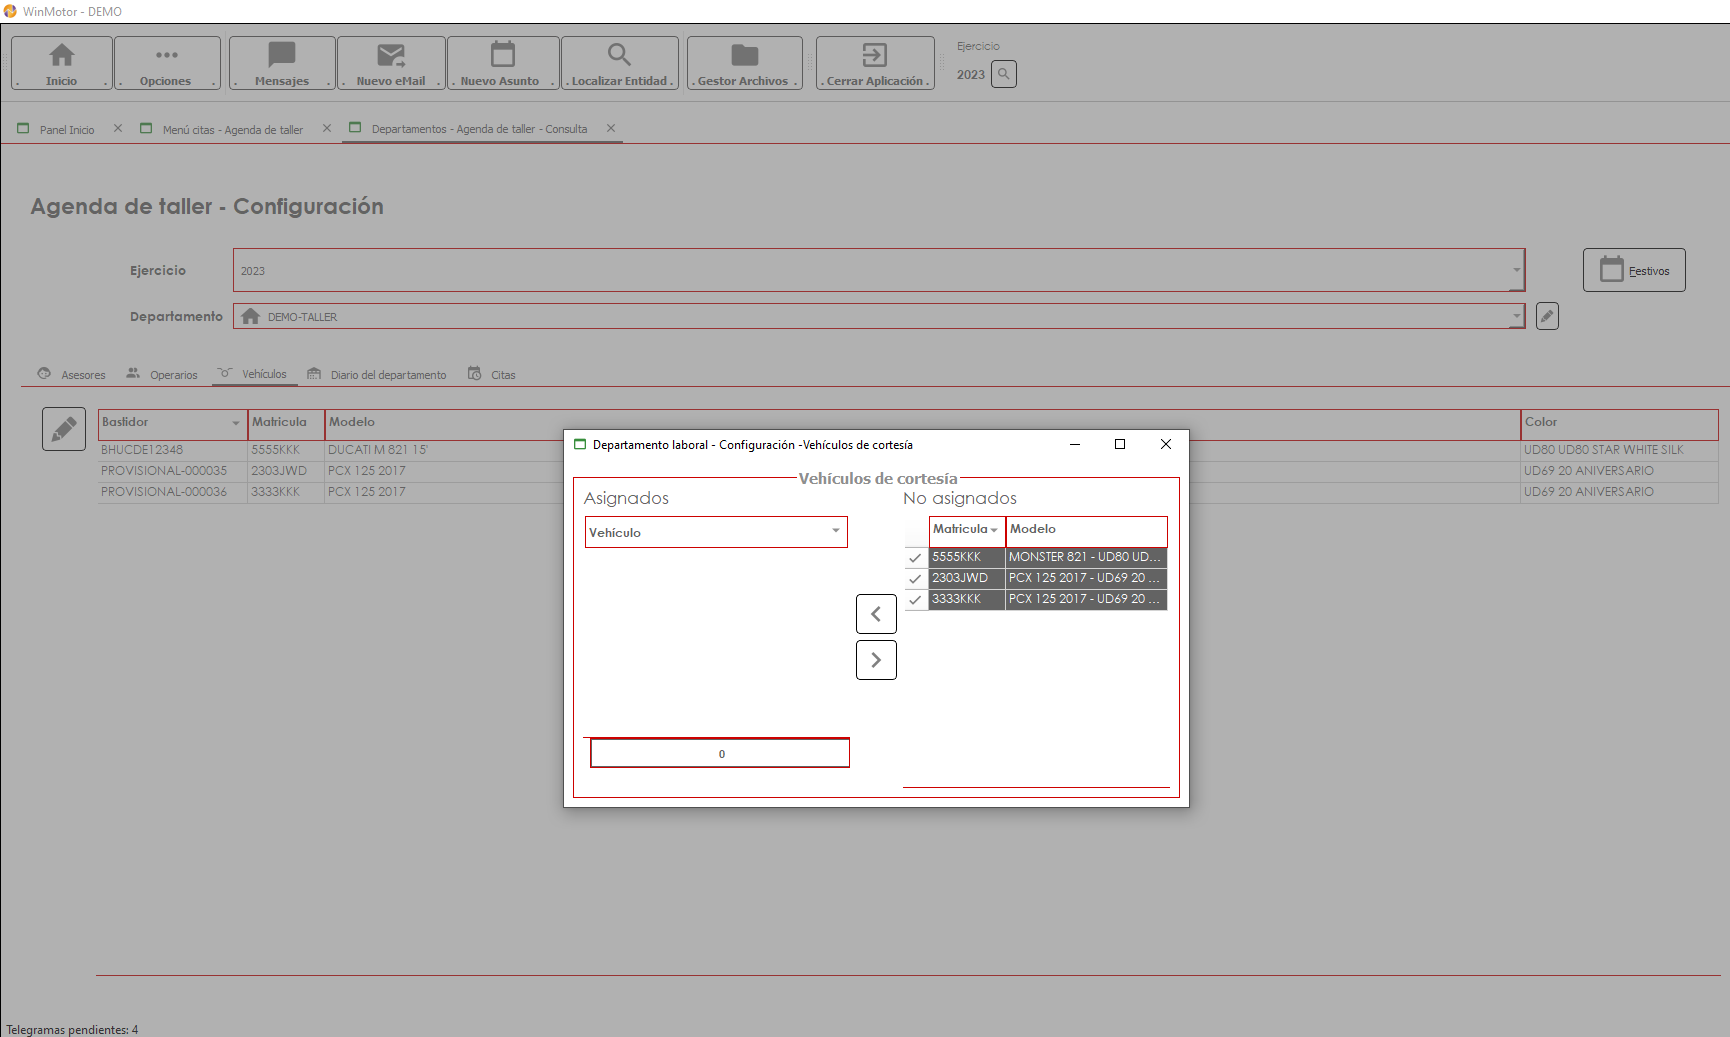 WinMotor - DEMO
. Inicio .
. Opciones .
. Mensajes .
. Nuevo eMail .
. Nuevo Asunto .
. Localizar Entidad .
. Gestor Archivos .
. Cerrar Aplicación .
Ejercicio
2023
Panel Inicio
Menú citas - Agenda de taller
Departamentos - Agenda de taller - Consulta
Agenda de taller - Configuración
Ejercicio 2023
Festivos
Departamento DEMO-TALLER
Asesores Operarios Vehículos Diario del departamento Citas
Bastidor Matricula Modelo Color
BHUCDE12348 5555KKK DUCATI M 821 15' UD80 UD80 STAR WHITE SILK
PROVISIONAL-000035 2303JWD PCX 125 2017 UD69 20 ANIVERSARIO
PROVISIONAL-000036 3333KKK PCX 125 2017 UD69 20 ANIVERSARIO
Departamento laboral - Configuración -Vehículos de cortesía
Vehículos de cortesía
Asignados
Vehículo
0
No asignados
Matricula Modelo
5555KKK MONSTER 821 - UD80 UD...
2303JWD PCX 125 2017 - UD69 20 ...
3333KKK PCX 125 2017 - UD69 20 ...
Telegramas pendientes: 4